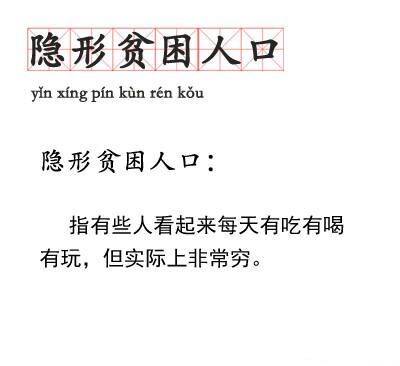 隐形贫困人口
yǐn xíng pín kùn rén kǒu
隐形贫困人口：
指有些人看起来每天有吃有喝
有玩，但实际上非常穷。